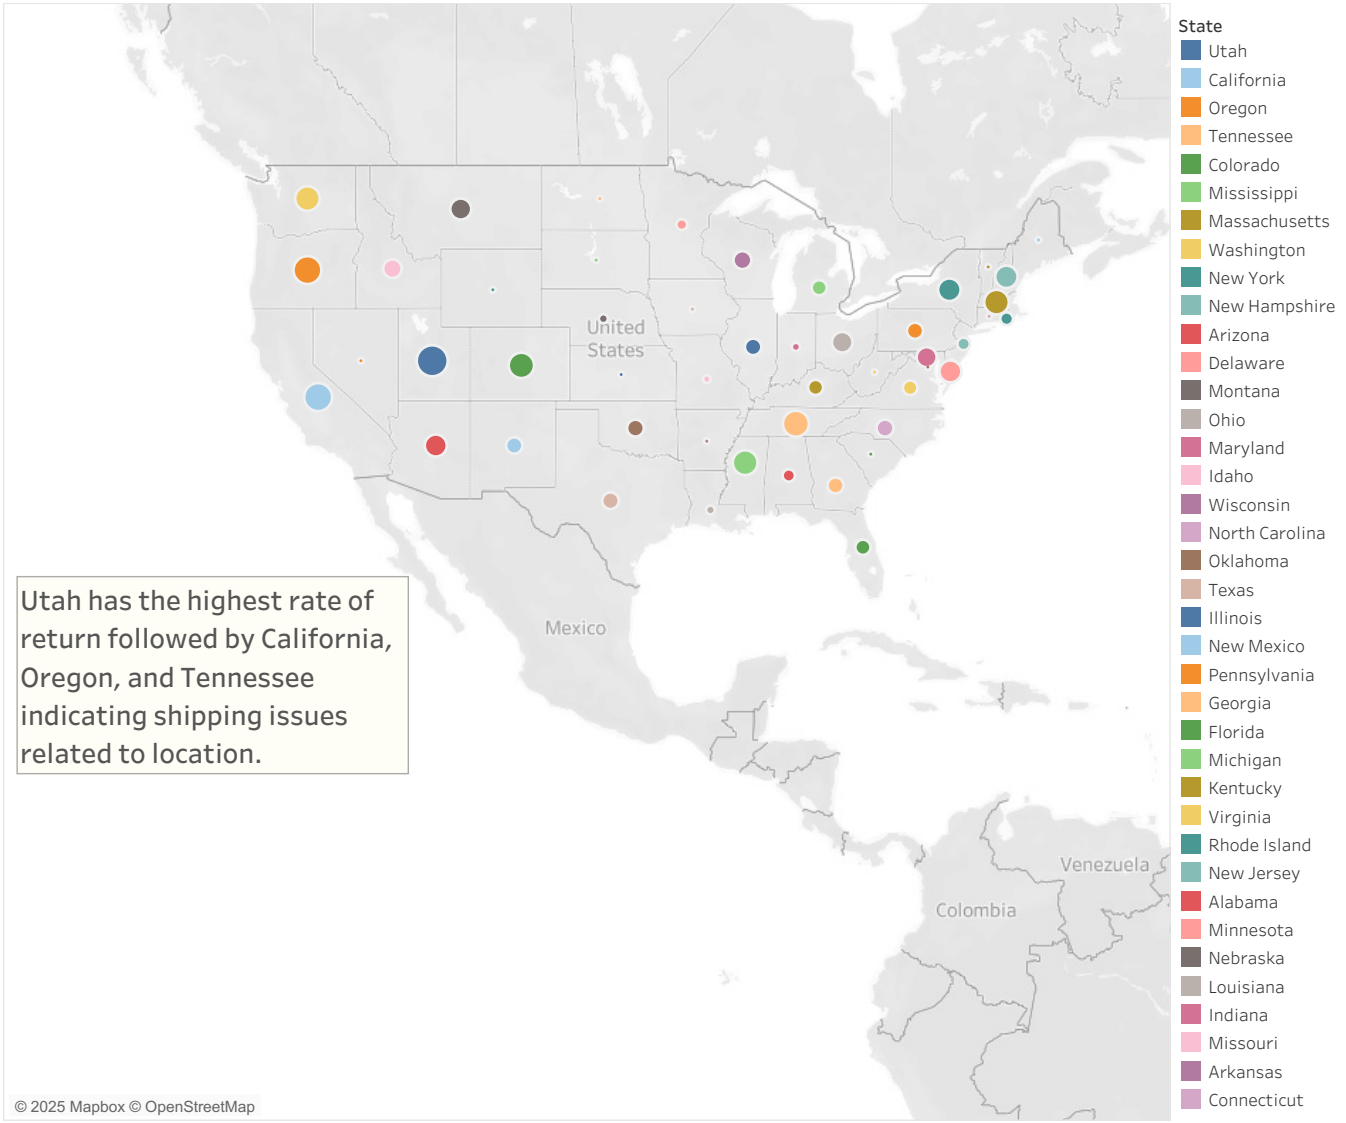 United
States
Mexico
Venezuela
Colombia
Utah has the highest rate of
return followed by California,
Oregon, and Tennessee
indicating shipping issues
related to location.
© 2025 Mapbox © OpenStreetMap
State
Utah
California
Oregon
Tennessee
Colorado
Mississippi
Massachusetts
Washington
New York
New Hampshire
Arizona
Delaware
Montana
Ohio
Maryland
Idaho
Wisconsin
North Carolina
Oklahoma
Texas
Illinois
New Mexico
Pennsylvania
Georgia
Florida
Michigan
Kentucky
Virginia
Rhode Island
New Jersey
Alabama
Minnesota
Nebraska
Louisiana
Indiana
Missouri
Arkansas
Connecticut